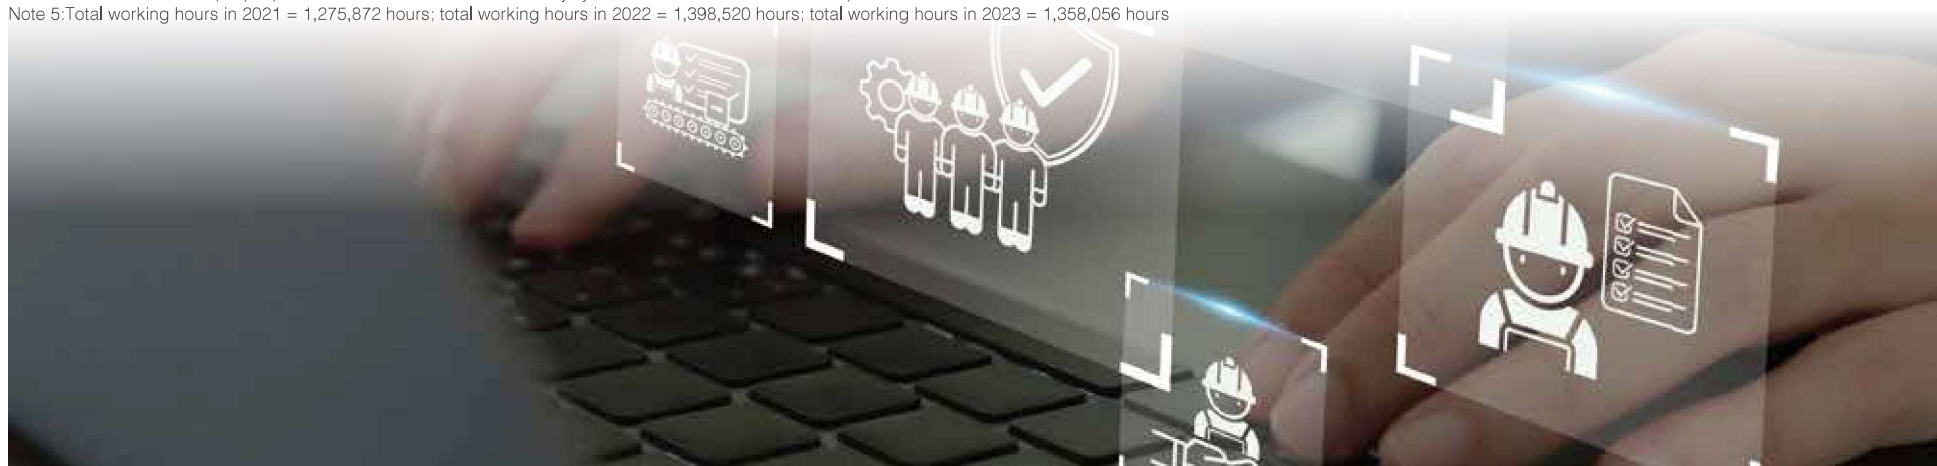 Note 5:Total working hours in 2021 = 1,275,872 hours; total working hours in 2022 = 1,398,520 hours; total working hours in 2023 = 1,358,056 hours